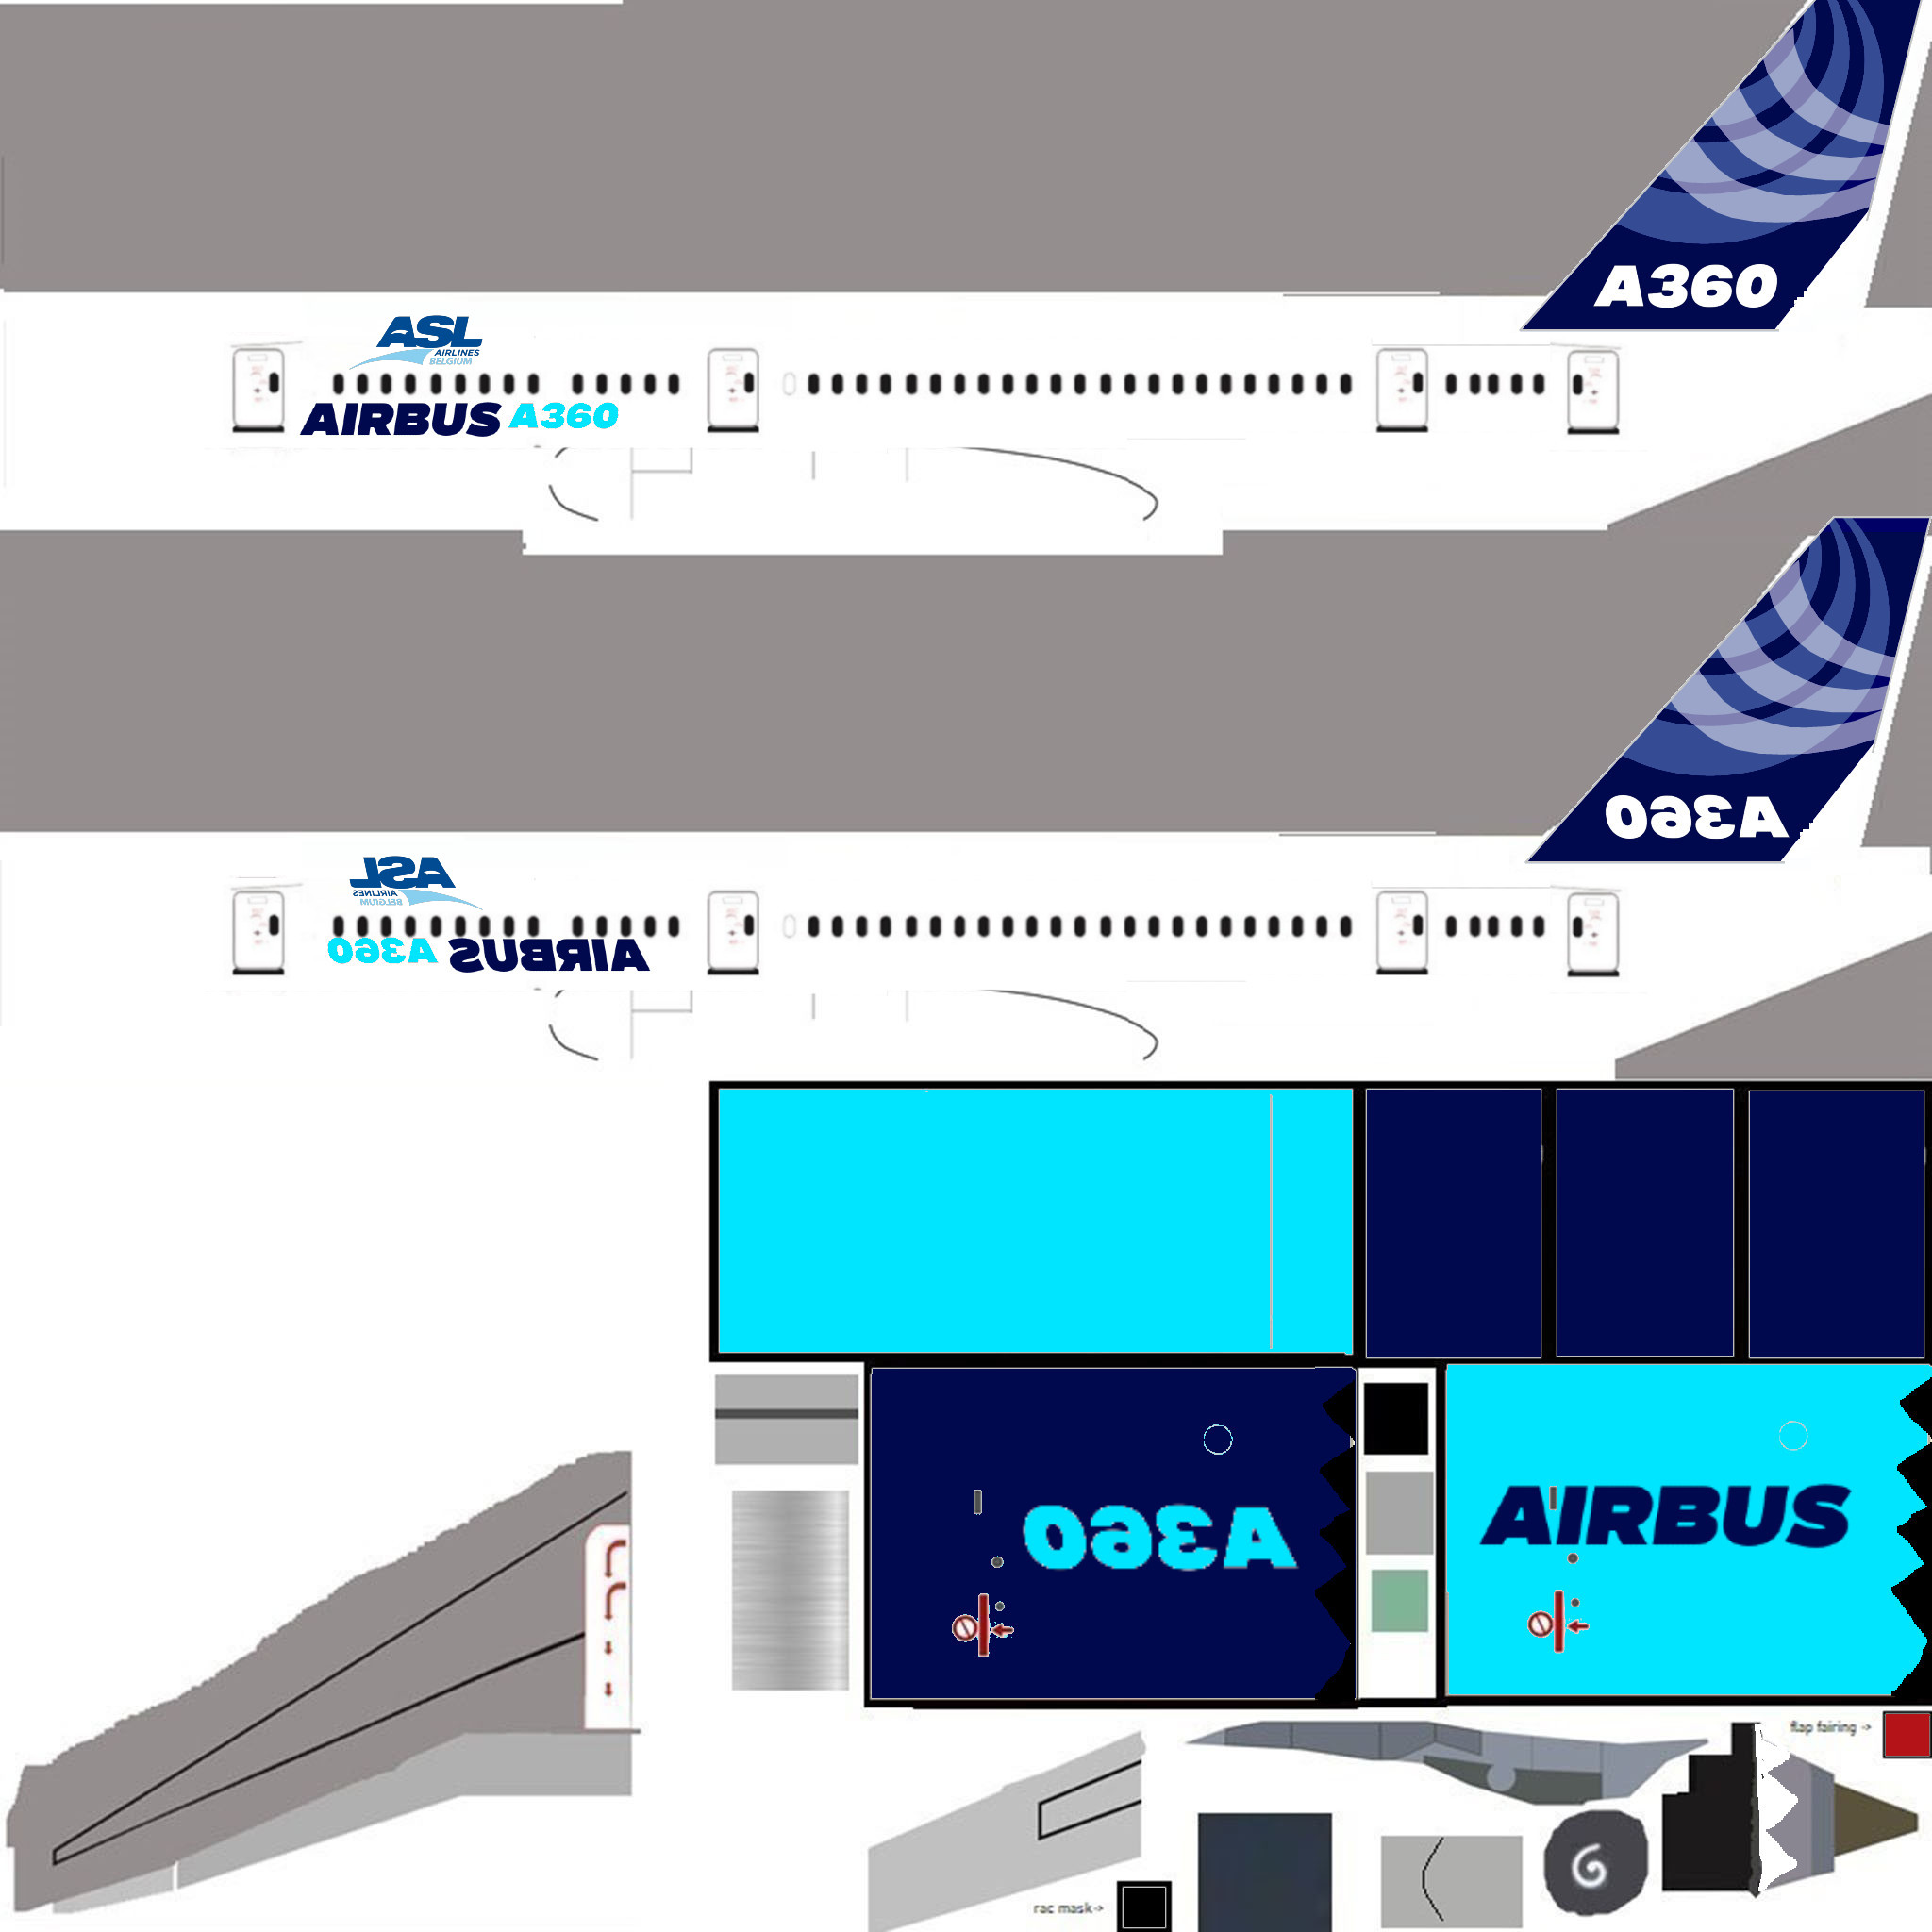 A360
ASL
AIRLINES
BELGIUM
AIRBUS A360
A360
ASL
AIRLINES
BELGIUM
A360 AIRBUS
A360
AIRBUS
flap fairing ->
rac mask->